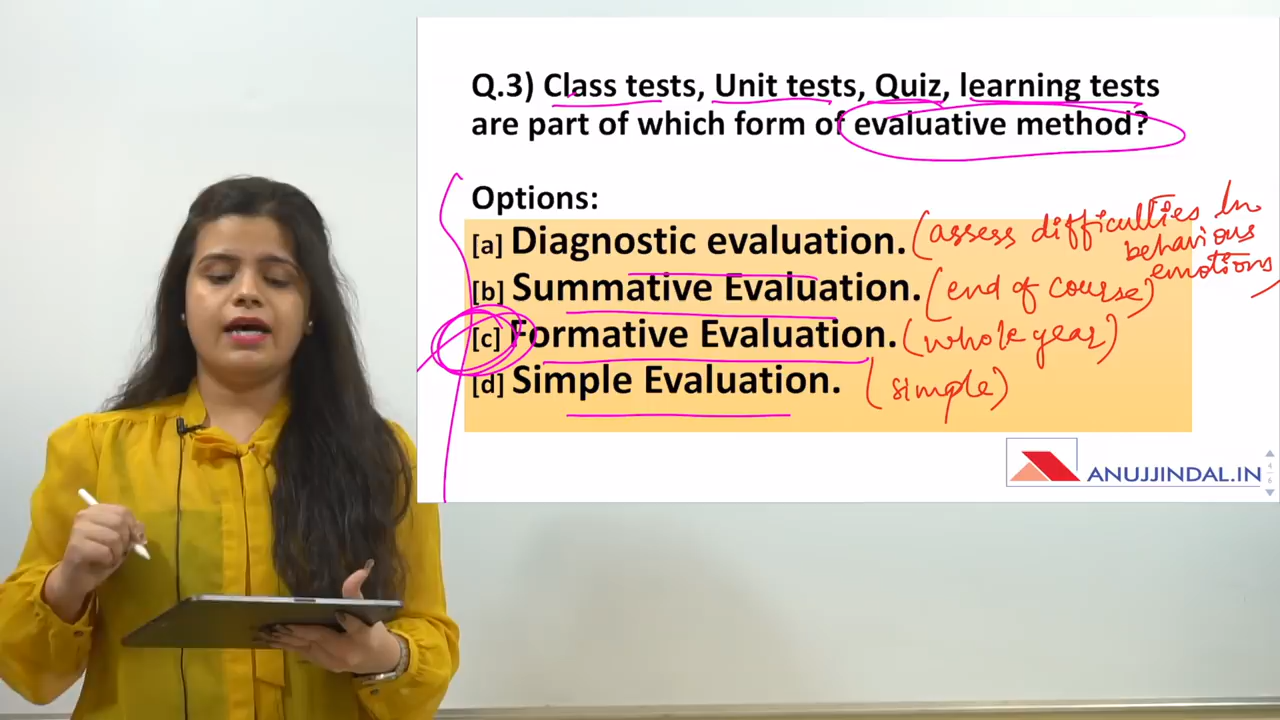 Q.3) Class tests, Unit tests, Quiz, learning tests
are part of which form of evaluative method?
Options:
[a] Diagnostic evaluation. (assess difficulties In
behavious
emotions)
[b] Summative Evaluation. (end of course)
[c] Formative Evaluation. (whole year)
[d] Simple Evaluation. (simple)
ANUJJINDAL.IN